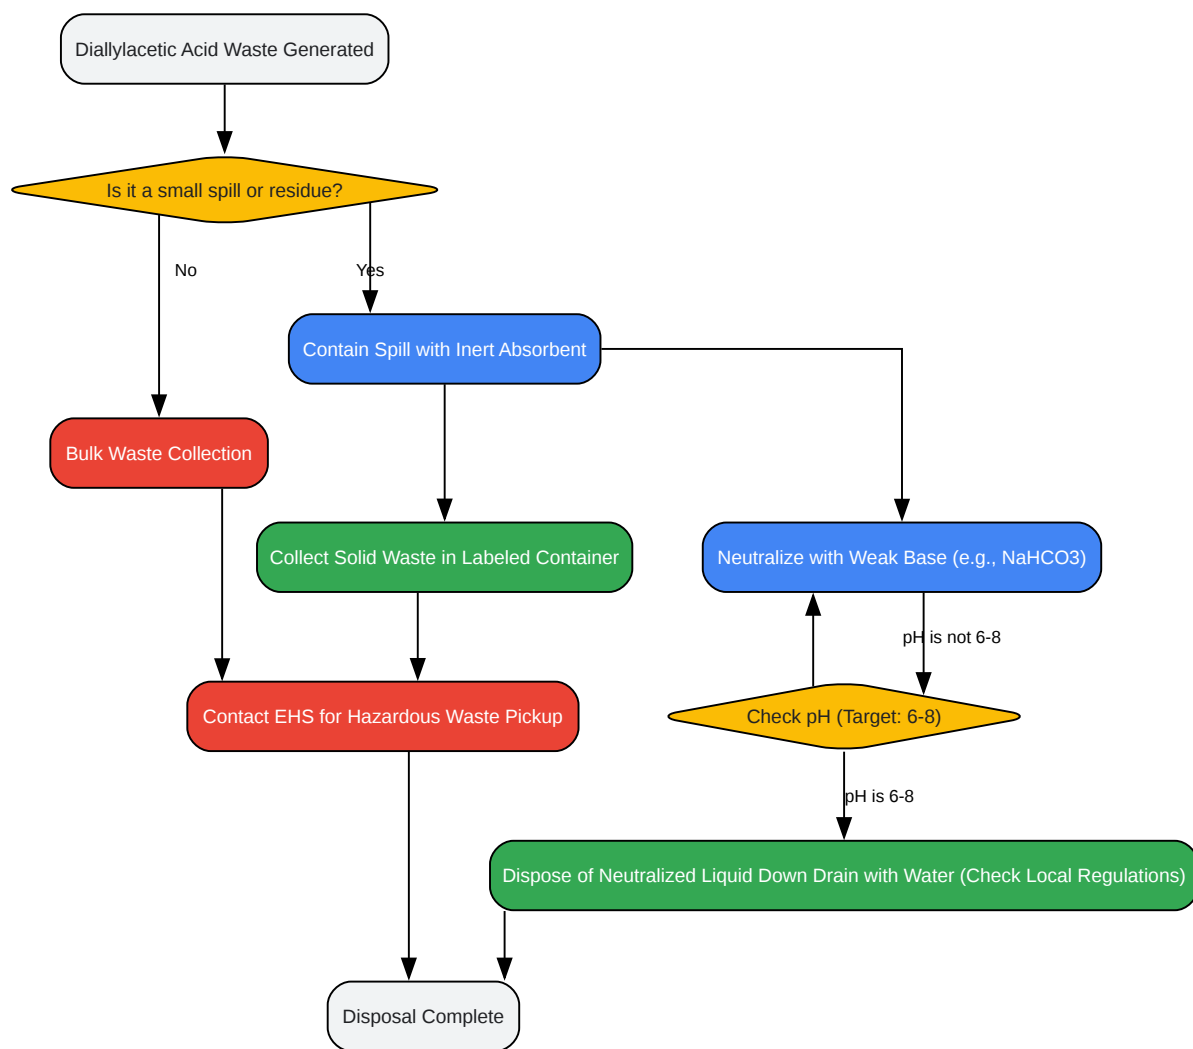 Diallylacetic Acid Waste Generated
Is it a small spill or residue?
No
Yes
Contain Spill with Inert Absorbent
Bulk Waste Collection
Collect Solid Waste in Labeled Container
Neutralize with Weak Base (e.g., NaHCO3)
pH is not 6-8
Contact EHS for Hazardous Waste Pickup
Check pH (Target: 6-8)
pH is 6-8
Dispose of Neutralized Liquid Down Drain with Water (Check Local Regulations)
Disposal Complete